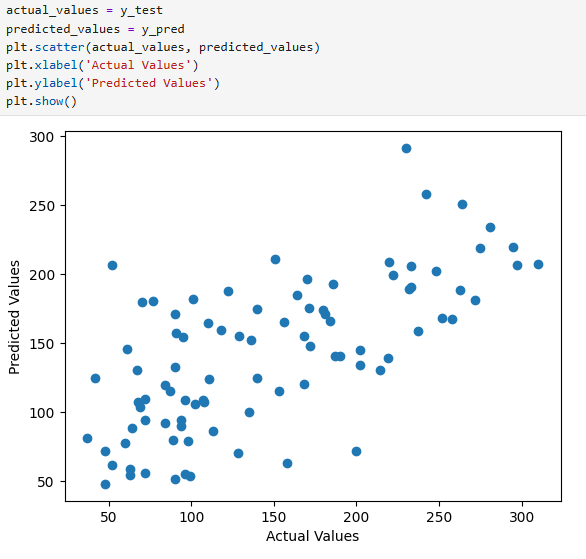 actual_values = y_test
predicted_values = y_pred
plt.scatter(actual_values, predicted_values)
plt.xlabel('Actual Values')
plt.ylabel('Predicted Values')
plt.show()
300
250
200
150
100
50
Predicted Values
50 100 150 200 250 300
Actual Values